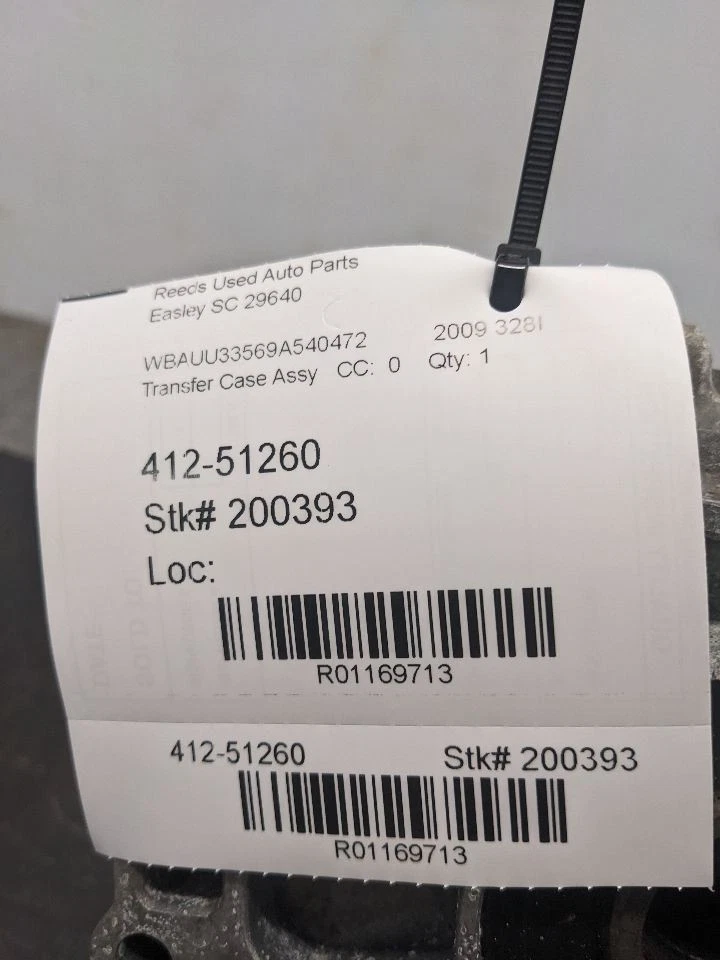 Reeds Used Auto Parts
Easley SC 29640
WBAUU33569A540472 2009 328I
Transfer Case Assy CC: 0 Qty: 1
412-51260
Stk# 200393
Loc:
R01169713
412-51260 Stk# 200393
R01169713